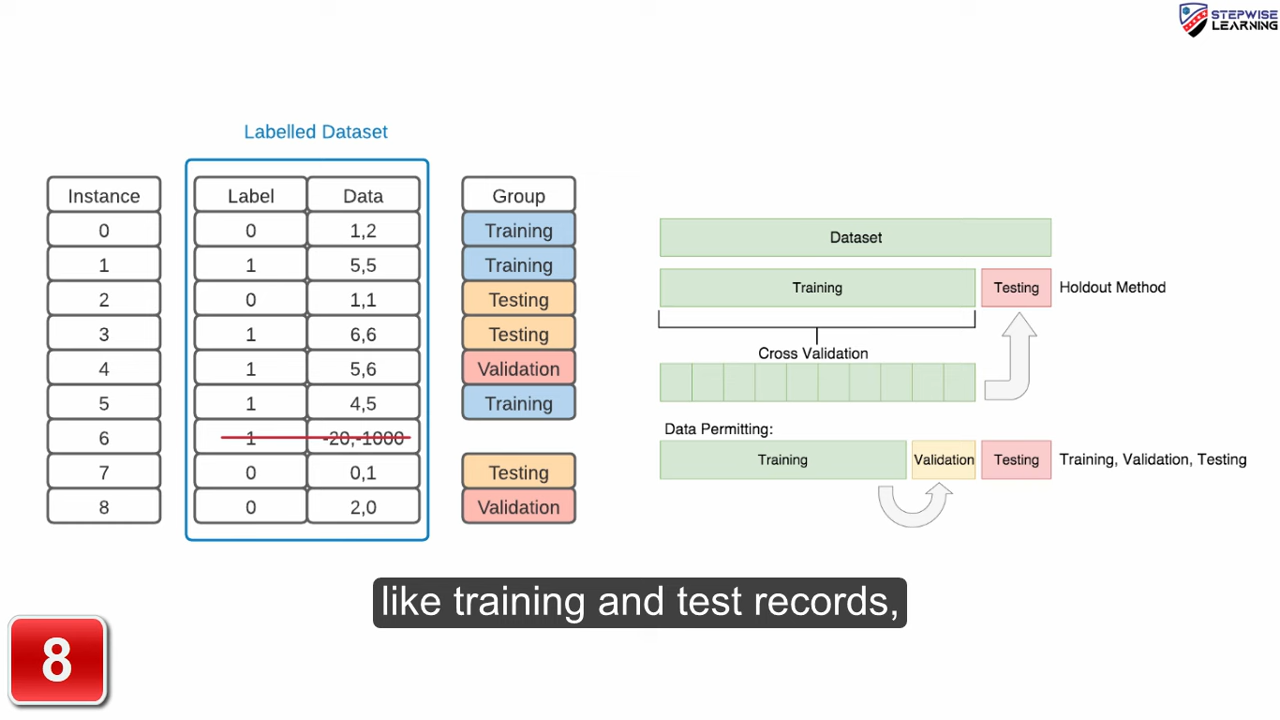 STEPWISE
LEARNING
Labelled Dataset
Instance Label Data Group
0 0 1,2 Training
1 1 5,5 Training
2 0 1,1 Testing
3 1 6,6 Testing
4 1 5,6 Validation
5 1 4,5 Training
6 1 -20,-1000
7 0 0,1 Testing
8 0 2,0 Validation
Dataset
Training Testing Holdout Method
Cross Validation
Data Permitting:
Training Validation Testing Training, Validation, Testing
like training and test records,
8